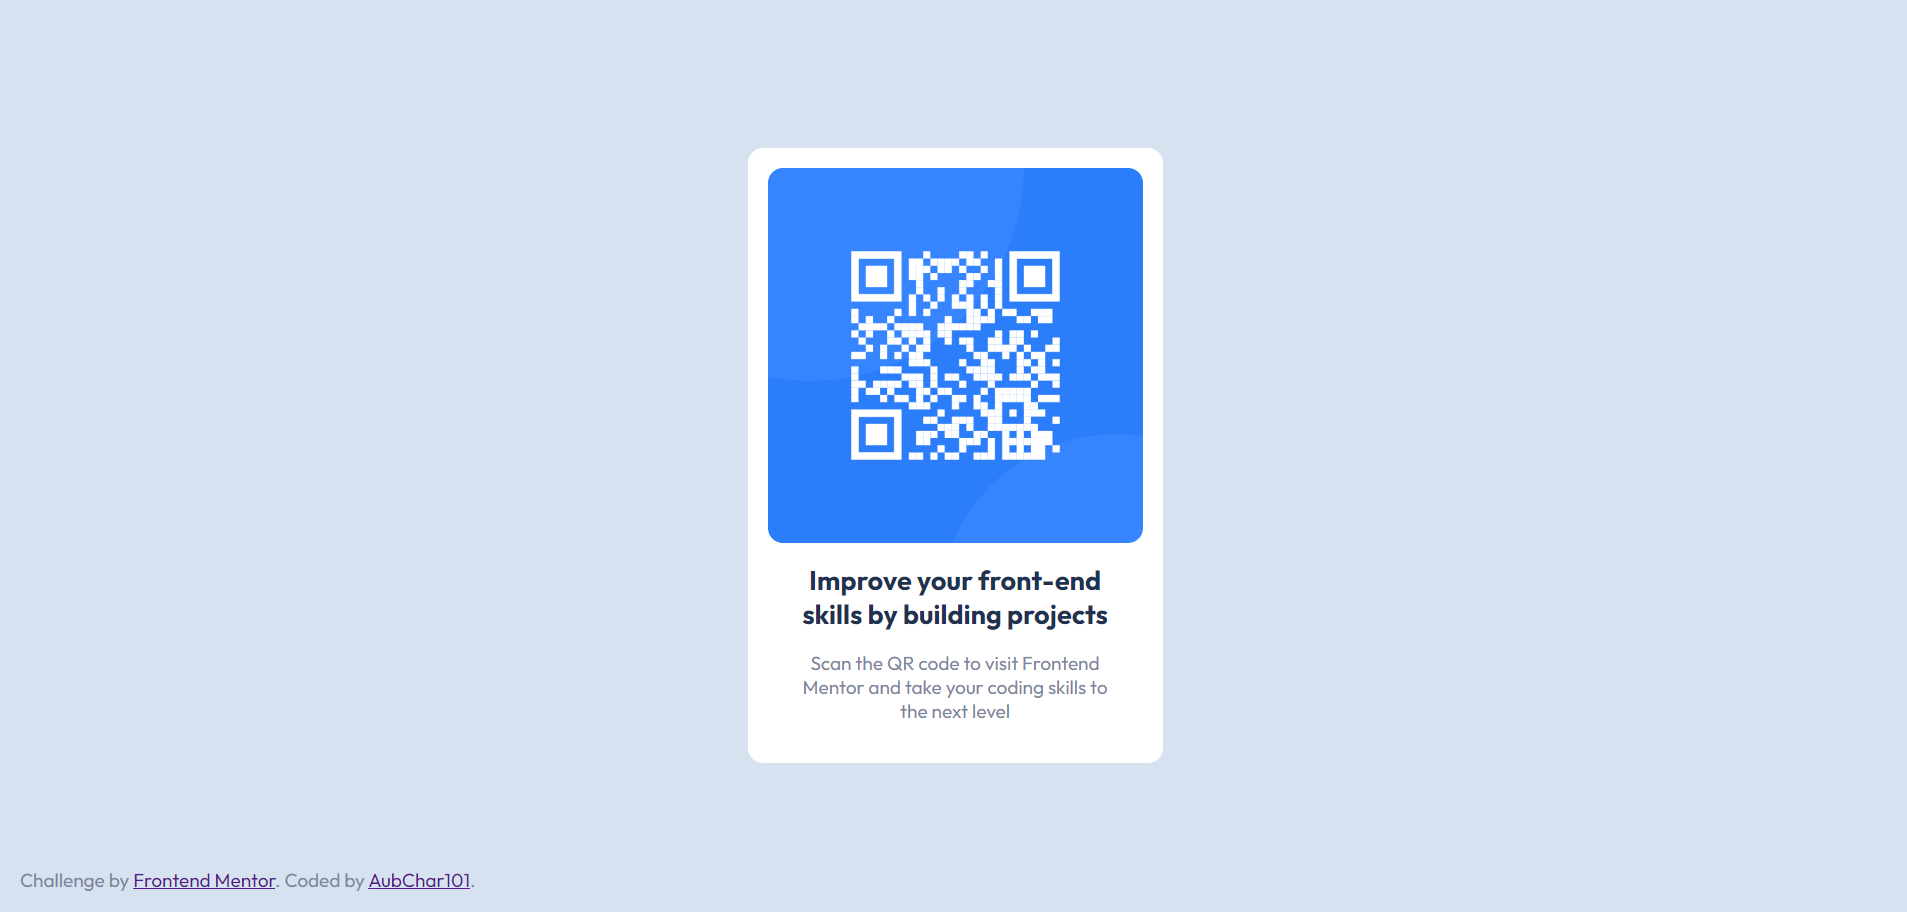 Improve your front-end
skills by building projects
Scan the QR code to visit Frontend
Mentor and take your coding skills to
the next level
Challenge by Frontend Mentor. Coded by AubChar101.